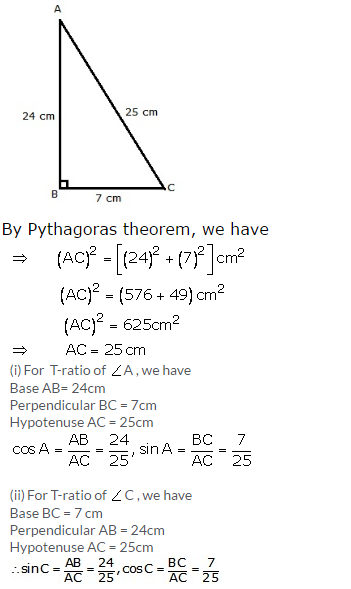 A
24 cm
25 cm
B
7 cm
C
By Pythagoras theorem, we have
⇒ (AC)² = [(24)² + (7)²] cm²
(AC)² = (576 + 49) cm²
(AC)² = 625cm²
⇒ AC = 25 cm
(i) For T-ratio of ∠A, we have
Base AB= 24cm
Perpendicular BC = 7cm
Hypotenuse AC = 25cm
cos A = AB/AC = 24/25, sin A = BC/AC = 7/25
(ii) For T-ratio of ∠C, we have
Base BC = 7 cm
Perpendicular AB = 24cm
Hypotenuse AC = 25cm
∴sinC = AB/AC = 24/25, cosC = BC/AC = 7/25